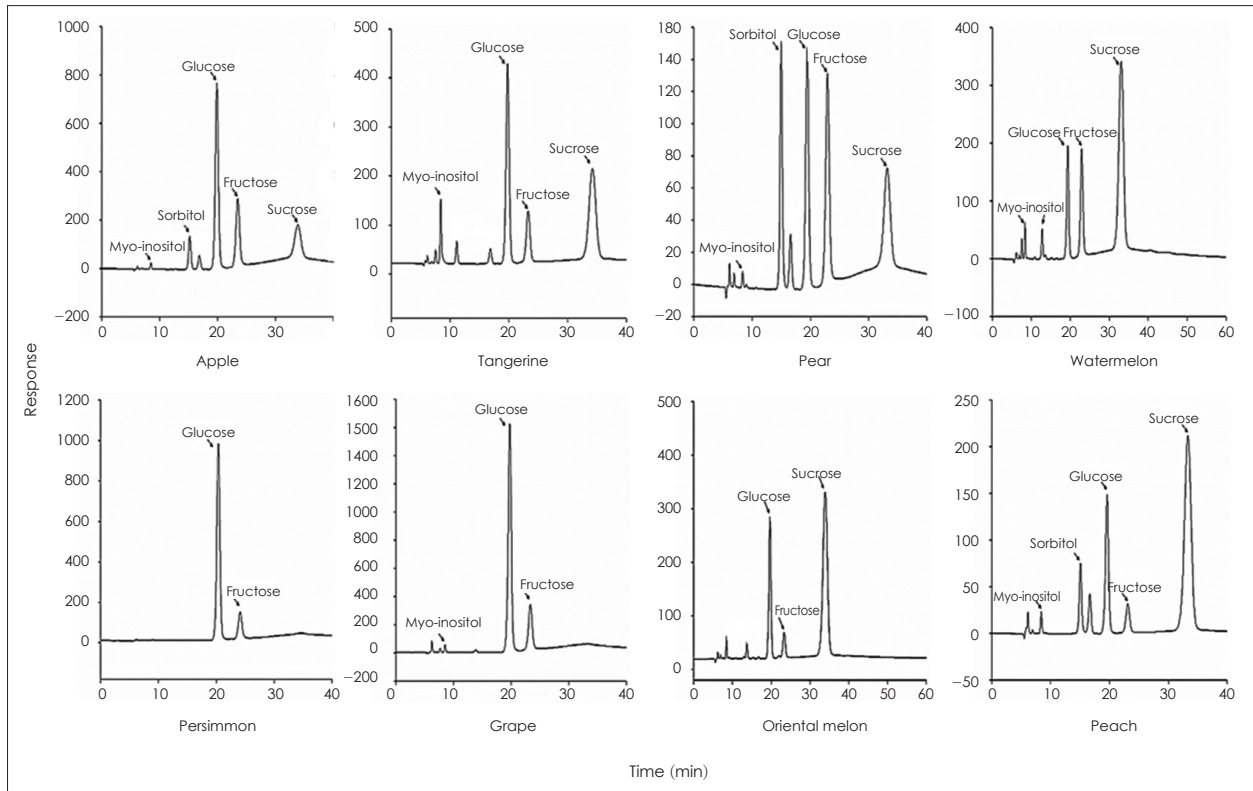 Response
1000
800
600
400
200
0
−200
Glucose
Fructose
Sorbitol
Sucrose
Myo-inositol
0 10 20 30 40
Apple
500
400
200
100
0
Glucose
Sucrose
Myo-inositol
Fructose
0 10 20 30 40
Tangerine
180
160
140
120
100
80
60
40
20
0
−20
Sorbitol
Glucose
Fructose
Sucrose
Myo-inositol
0 10 20 30 40
Pear
400
300
200
100
0
−100
Sucrose
Glucose
Fructose
Myo-inositol
0 10 20 30 40 50 60
Watermelon
1200
1000
800
600
400
200
0
Glucose
Fructose
0 10 20 30 40
Persimmon
1600
1500
1400
1200
1000
800
600
400
200
0
−200
Glucose
Fructose
Myo-inositol
0 10 20 30 40
Grape
500
400
300
200
100
00
Sucrose
Glucose
Fructose
0 10 20 30 40 50 60
Oriental melon
250
200
150
100
50
0
−50
Sucrose
Glucose
Sorbitol
Myo-inositol
Fructose
0 10 20 30 40
Peach
Time (min)